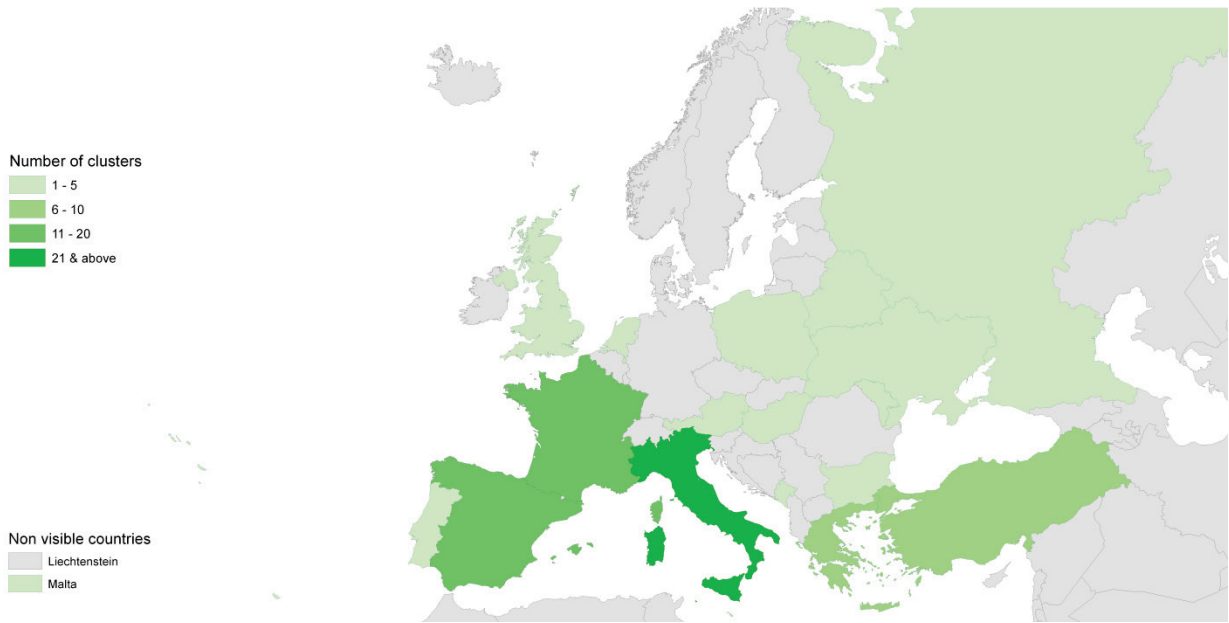 Number of clusters
1 - 5
6 - 10
11 - 20
21 & above
Non visible countries
Liechtenstein
Malta